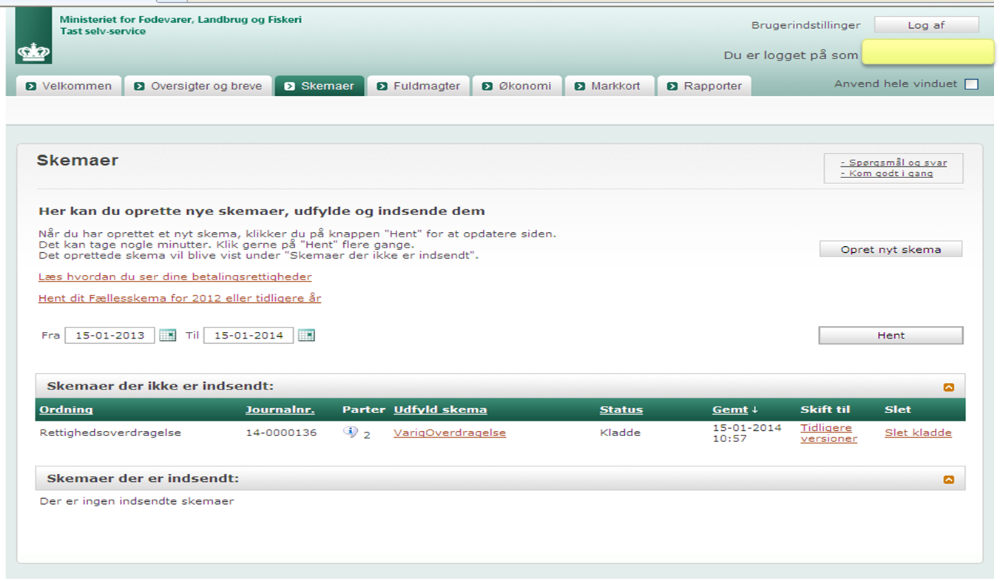 Ministeriet for Fødevarer, Landbrug og Fiskeri
Tast selv-service
Brugerindstillinger
Log af
Du er logget på som
Velkommen
Oversigter og breve
Skemaer
Fuldmagter
Økonomi
Markkort
Rapporter
Anvend hele vinduet
Skemaer
- Spørgsmål og svar
- Kom godt i gang
Her kan du oprette nye skemaer, udfylde og indsende dem
Når du har oprettet et nyt skema, klikker du på knappen "Hent" for at opdatere siden.
Det kan tage nogle minutter. Klik gerne på "Hent" flere gange.
Det oprettede skema vil blive vist under "Skemaer der ikke er indsendt".
Opret nyt skema
Læs hvordan du ser dine betalingsrettigheder
Hent dit Fællesskema for 2012 eller tidligere år
Fra 15-01-2013 Til 15-01-2014
Hent
Skemaer der ikke er indsendt:
Ordning Journalnr. Parter Udfyld skema Status Gemt ↓ Skift til Slet
Rettighedsoverdragelse 14-0000136 2 VarigOverdragelse Kladde 15-01-2014 10:57 Tidligere versioner Slet kladde
Skemaer der er indsendt:
Der er ingen indsendte skemaer